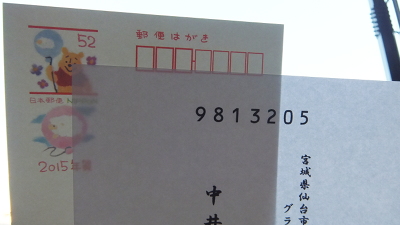 52
郵便はがき
日本郵便
2015年賀
9813205
宮城県仙台市
グラ
中井